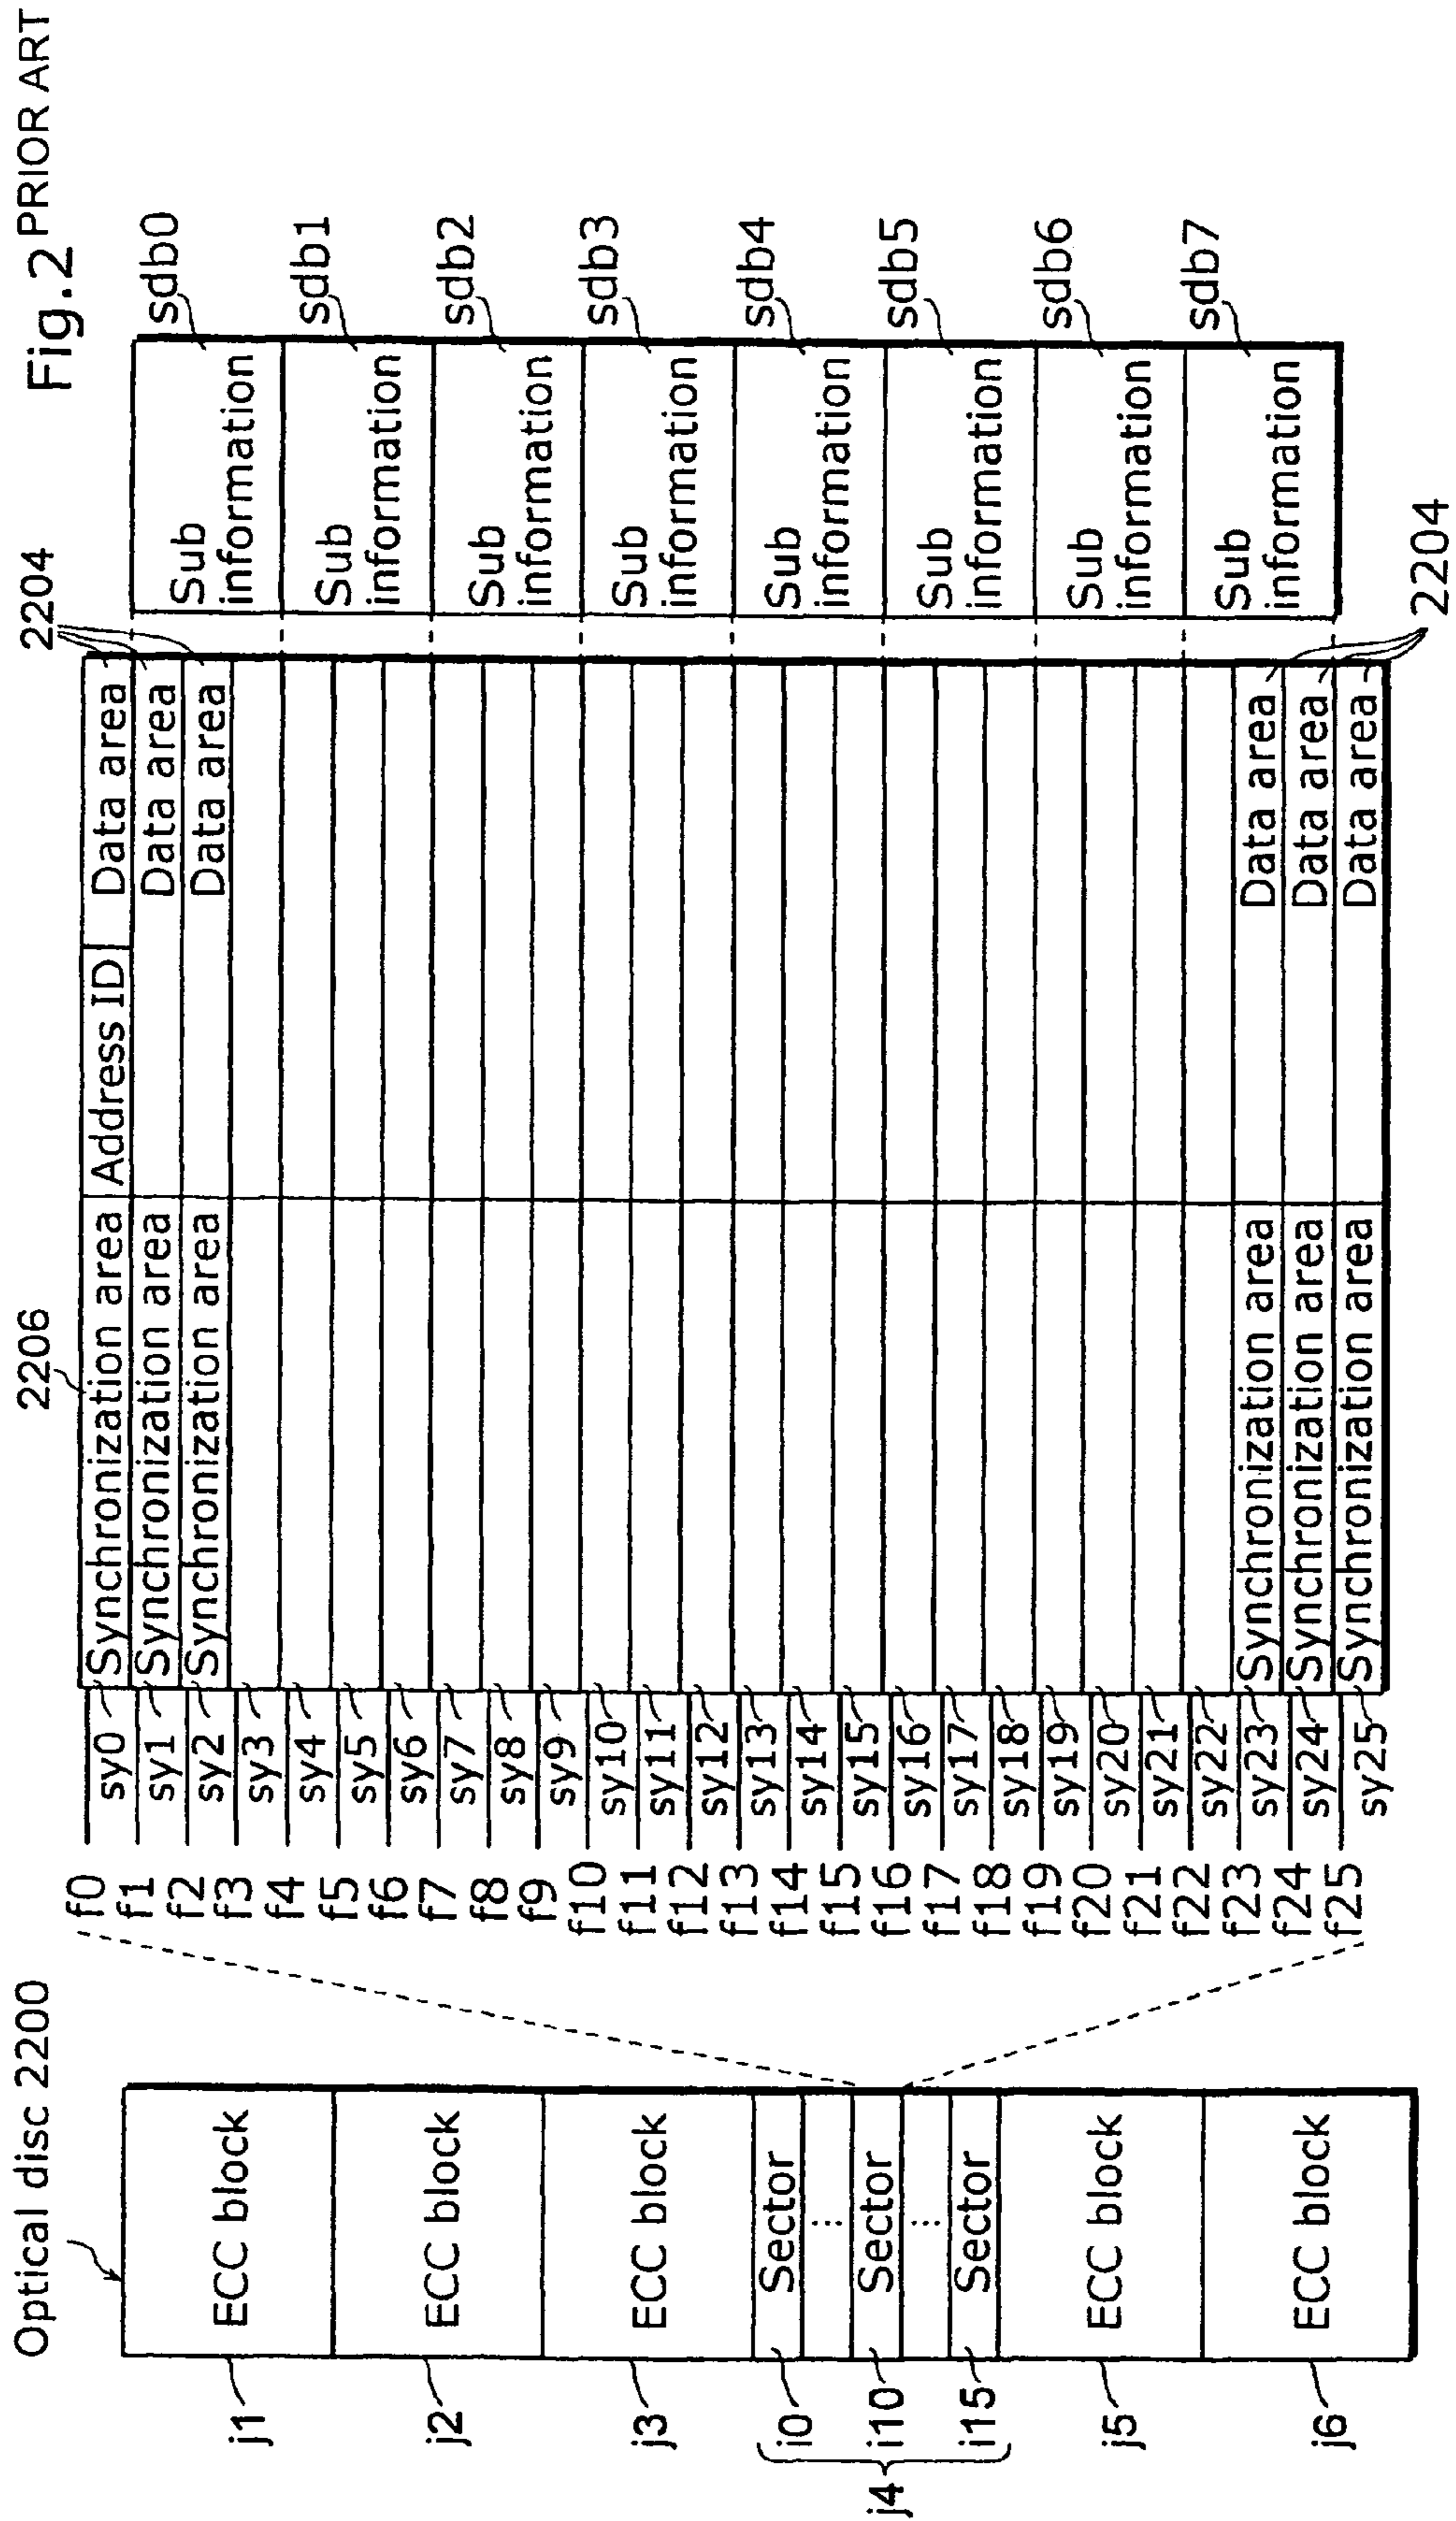 Fig.2 PRIOR ART
Optical disc 2200
j1
ECC block
j2
ECC block
j3
ECC block
j4
i0
Sector
...
i10
Sector
...
i15
Sector
j5
ECC block
j6
ECC block
2206
2204
f0 sy0 Synchronization area Address ID Data area
f1 sy1 Synchronization area Data area
f2 sy2 Synchronization area Data area
f3 sy3
f4 sy4
f5 sy5
f6 sy6
f7 sy7
f8 sy8
f9 sy9
f10 sy10
f11 sy11
f12 sy12
f13 sy13
f14 sy14
f15 sy15
f16 sy16
f17 sy17
f18 sy18
f19 sy19
f20 sy20
f21 sy21
f22 sy22
f23 sy23 Synchronization area Data area
f24 sy24 Synchronization area Data area
f25 sy25 Synchronization area Data area
2204
Sub
information
sdb0
Sub
information
sdb1
Sub
information
sdb2
Sub
information
sdb3
Sub
information
sdb4
Sub
information
sdb5
Sub
information
sdb6
Sub
information
sdb7